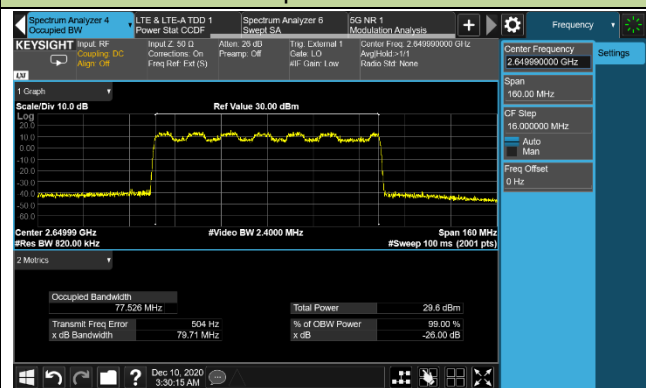 Spectrum Analyzer 4
Occupied BW
LTE & LTE-A TDD 1
Power Stat CCDF
Spectrum Analyzer 6
Swept SA
5G NR 1
Modulation Analysis
Frequency
KEYSIGHT
Input: RF
Coupling: DC
Align: Off
Input Z: 50 Ω
Corrections: On
Freq Ref: Ext (S)
Atten: 26 dB
Preamp: Off
Trig: External 1
Gate: LO
#IF Gain: Low
Center Freq: 2.649990000 GHz
Avg|Hold:>1/1
Radio Std: None
LXI
1 Graph
Scale/Div 10.0 dB
Ref Value 30.00 dBm
Log
20.0
10.0
0.00
-10.0
-20.0
-30.0
-40.0
-50.0
-60.0
Center 2.64999 GHz
#Video BW 2.4000 MHz
Span 160 MHz
#Res BW 820.00 kHz
#Sweep 100 ms (2001 pts)
2 Metrics
Occupied Bandwidth
77.526 MHz
Total Power
29.6 dBm
Transmit Freq Error
504 Hz
% of OBW Power
99.00 %
x dB Bandwidth
79.71 MHz
x dB
-26.00 dB
Dec 10, 2020
3:30:15 AM
Center Frequency
2.649990000 GHz
Settings
Span
160.00 MHz
CF Step
16.000000 MHz
Auto
Man
Freq Offset
0 Hz